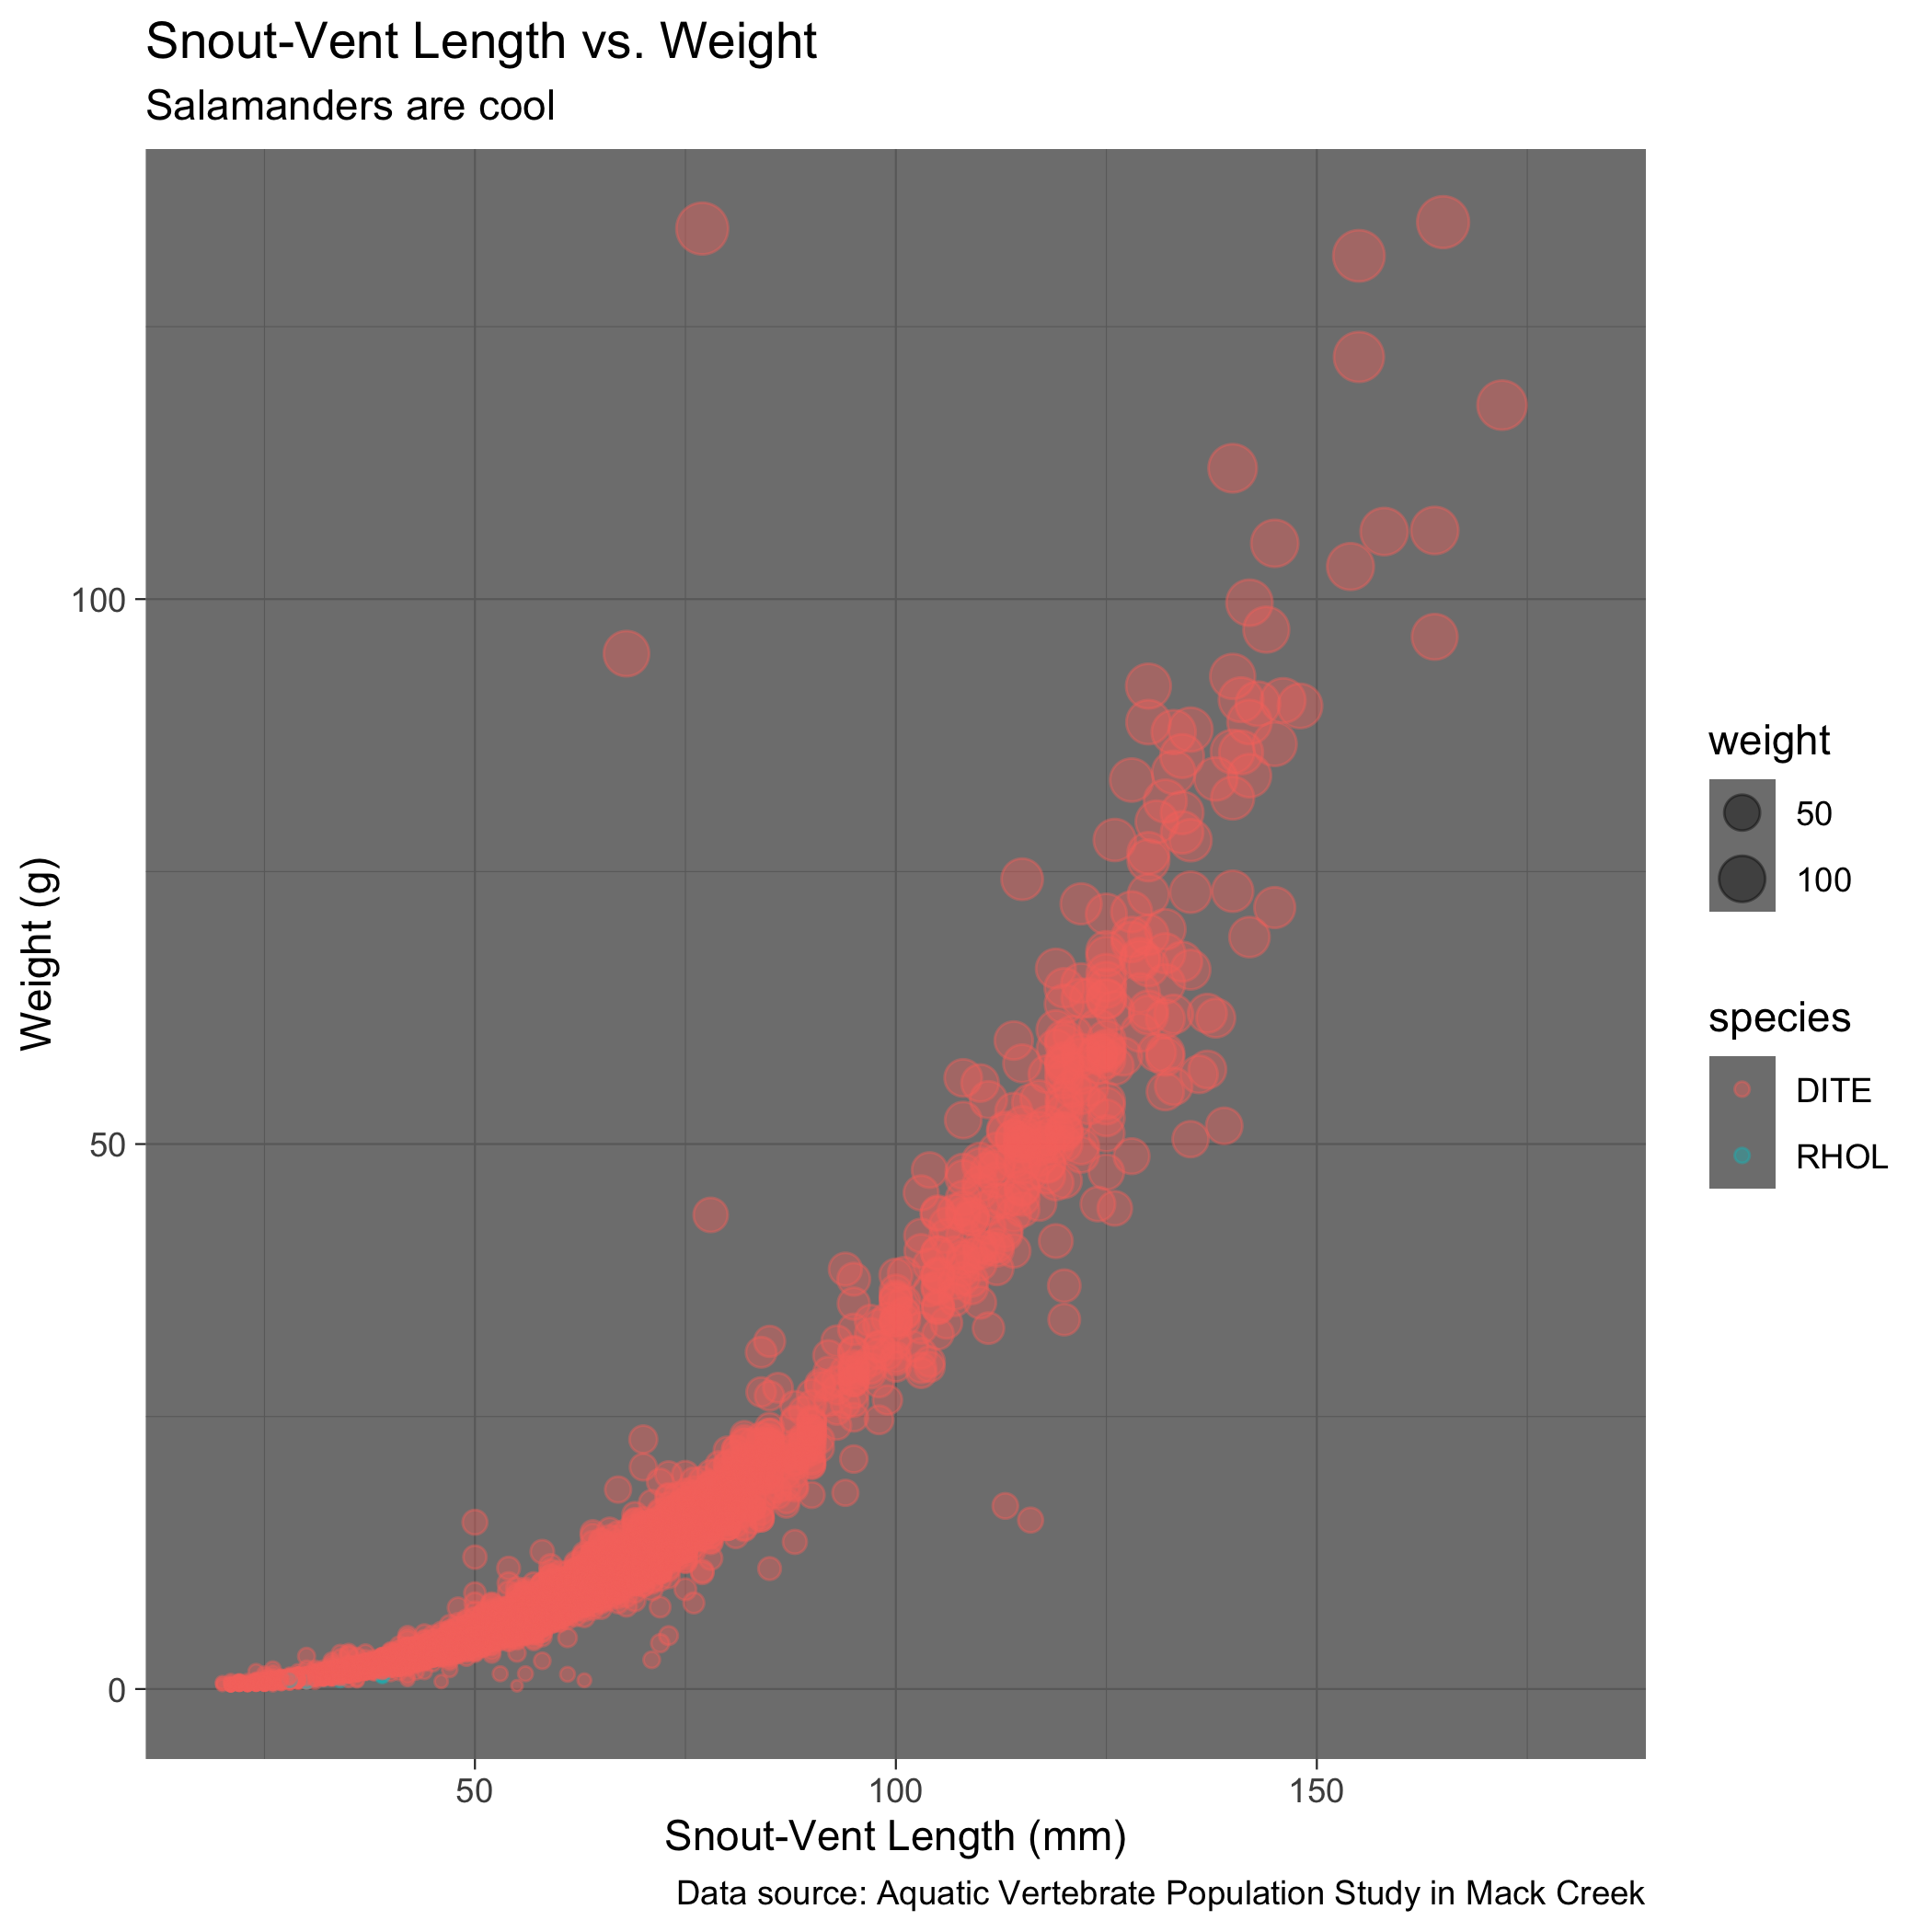 Snout-Vent Length vs. Weight
Salamanders are cool
100
50
0
Weight (g)
50
100
150
Snout-Vent Length (mm)
Data source: Aquatic Vertebrate Population Study in Mack Creek
weight
50
100
species
DITE
RHOL